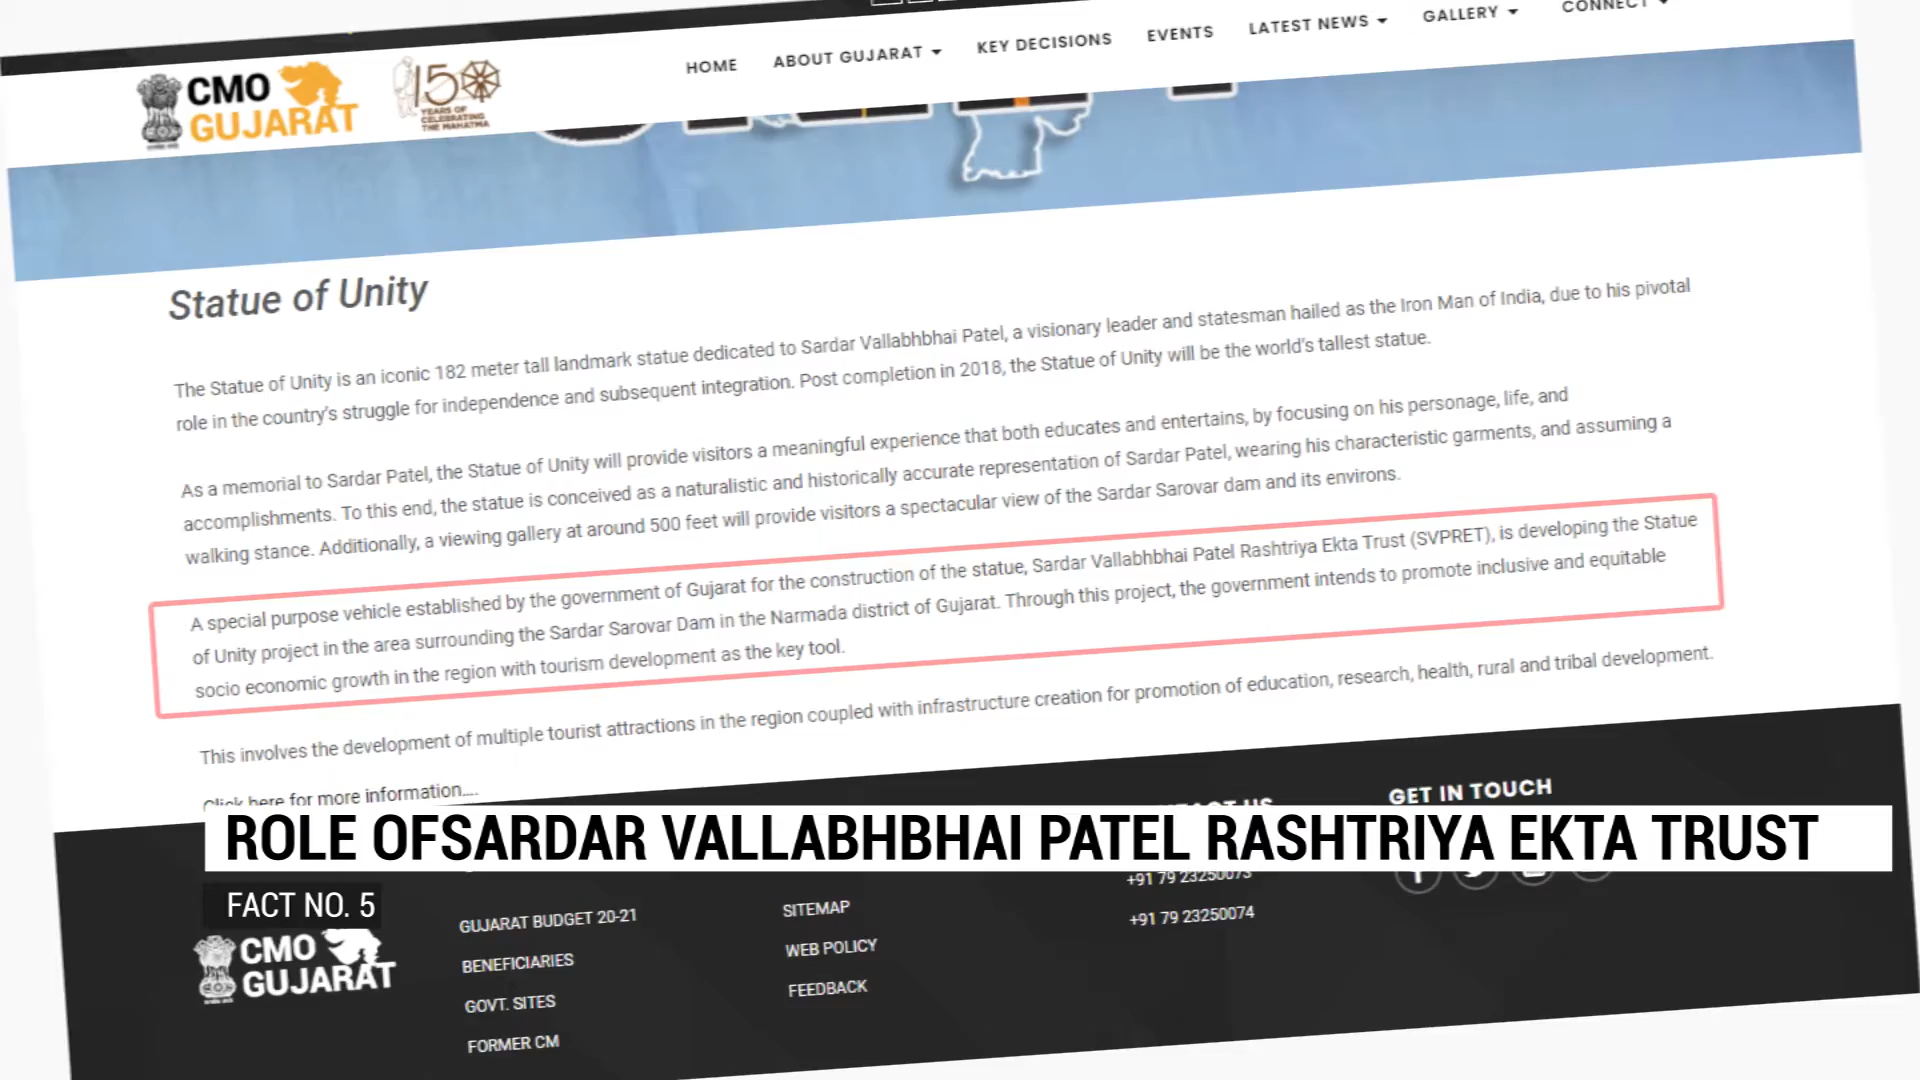 HOME
ABOUT GUJARAT
KEY DECISIONS
EVENTS
LATEST NEWS
GALLERY
CONNECT
CMO
GUJARAT
150
YEARS OF
CELEBRATING
THE MAHATMA
Statue of Unity
The Statue of Unity is an iconic 182 meter tall landmark statue dedicated to Sardar Vallabhbhai Patel, a visionary leader and statesman hailed as the Iron Man of India, due to his pivotal
role in the country's struggle for independence and subsequent integration. Post completion in 2018, the Statue of Unity will be the world's tallest statue.
As a memorial to Sardar Patel, the Statue of Unity will provide visitors a meaningful experience that both educates and entertains, by focusing on his personage, life, and
accomplishments. To this end, the statue is conceived as a naturalistic and historically accurate representation of Sardar Patel, wearing his characteristic garments, and assuming a
walking stance. Additionally, a viewing gallery at around 500 feet will provide visitors a spectacular view of the Sardar Sarovar dam and its environs.
A special purpose vehicle established by the government of Gujarat for the construction of the statue, Sardar Vallabhbhai Patel Rashtriya Ekta Trust (SVPRET), is developing the Statue
of Unity project in the area surrounding the Sardar Sarovar Dam in the Narmada district of Gujarat. Through this project, the government intends to promote inclusive and equitable
socio economic growth in the region with tourism development as the key tool.
This involves the development of multiple tourist attractions in the region coupled with infrastructure creation for promotion of education, research, health, rural and tribal development.
Click here for more information....
GET IN TOUCH
ROLE OFSARDAR VALLABHBHAI PATEL RASHTRIYA EKTA TRUST
FACT NO. 5
CMO
GUJARAT
GUJARAT BUDGET 20-21
BENEFICIARIES
GOVT. SITES
FORMER CM
SITEMAP
WEB POLICY
FEEDBACK
+91 79 23250073
+91 79 23250074